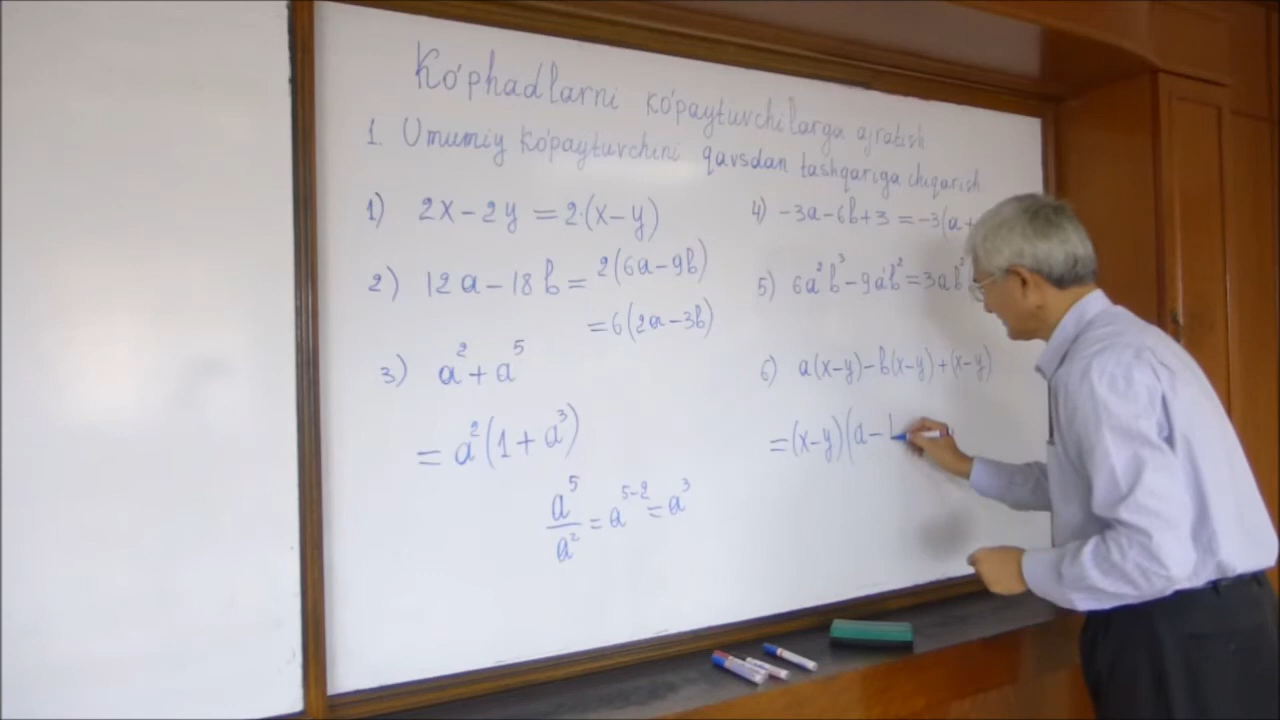 Ko'phadlarni ko'paytuvchilarga ajratish
1. Umumiy ko'paytuvchini qavsdan tashqariga chiqarish
1) 2x − 2y = 2·(x−y)
2) 12a − 18b = 2(6a−9b)
= 6(2a−3b)
3) a² + a⁵
= a²(1 + a³)
a⁵/a² = a⁵⁻² = a³
4) −3a−6b+3 = −3(a+
5) 6a²b³−9a²b² = 3ab²
6) a(x−y)−b(x−y)+(x−y)
= (x−y)(a−